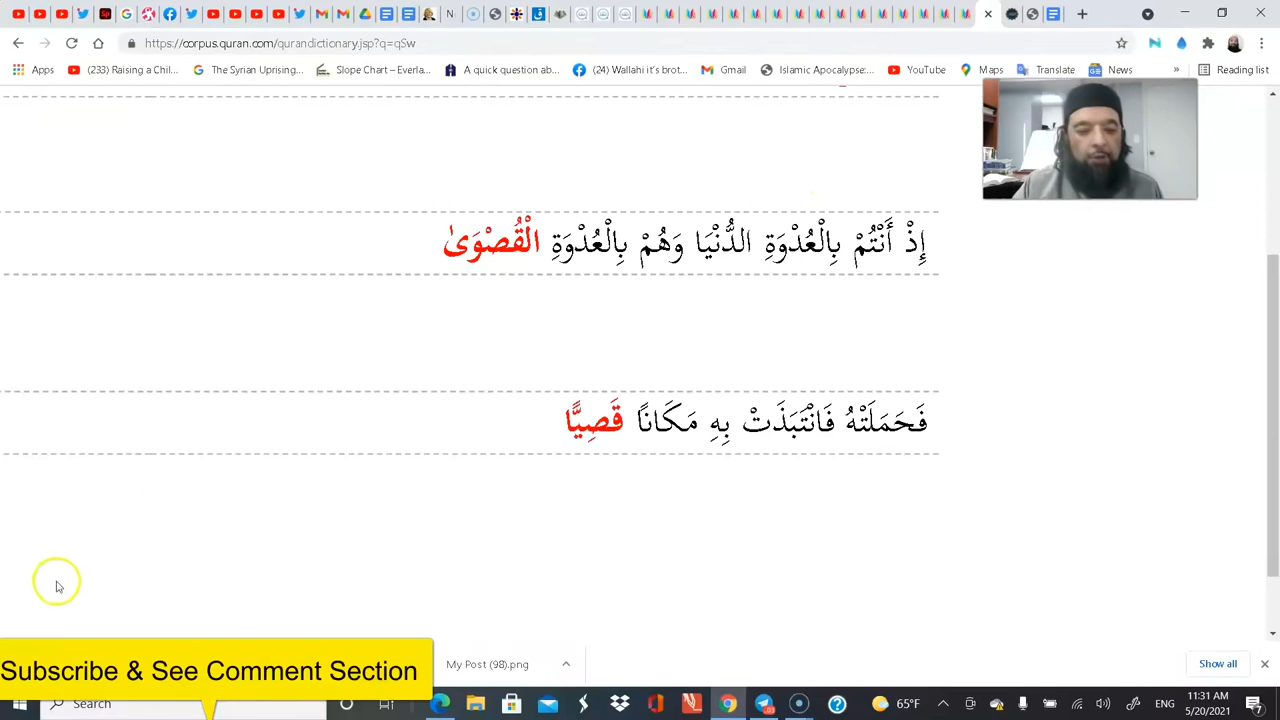 https://corpus.quran.com/qurandictionary.jsp?q=qSw
Apps
(233) Raising a Chil...
The Syrian Uprising...
Slope Chart – Everla...
A quick question ab...
(24) Wallahi it's brot...
Gmail
Islamic Apocalypse:...
YouTube
Maps
Translate
News
»
Reading list
إِذْ أَنْتُمْ بِالْعُدْوَةِ الدُّنْيَا وَهُمْ بِالْعُدْوَةِ الْقُصْوَىٰ
فَحَمَلَتْهُ فَانْتَبَذَتْ بِهِ مَكَانًا قَصِيًّا
Subscribe & See Comment Section
My Post (98).png
Show all
Search
65°F
ENG
11:31 AM
5/20/2021